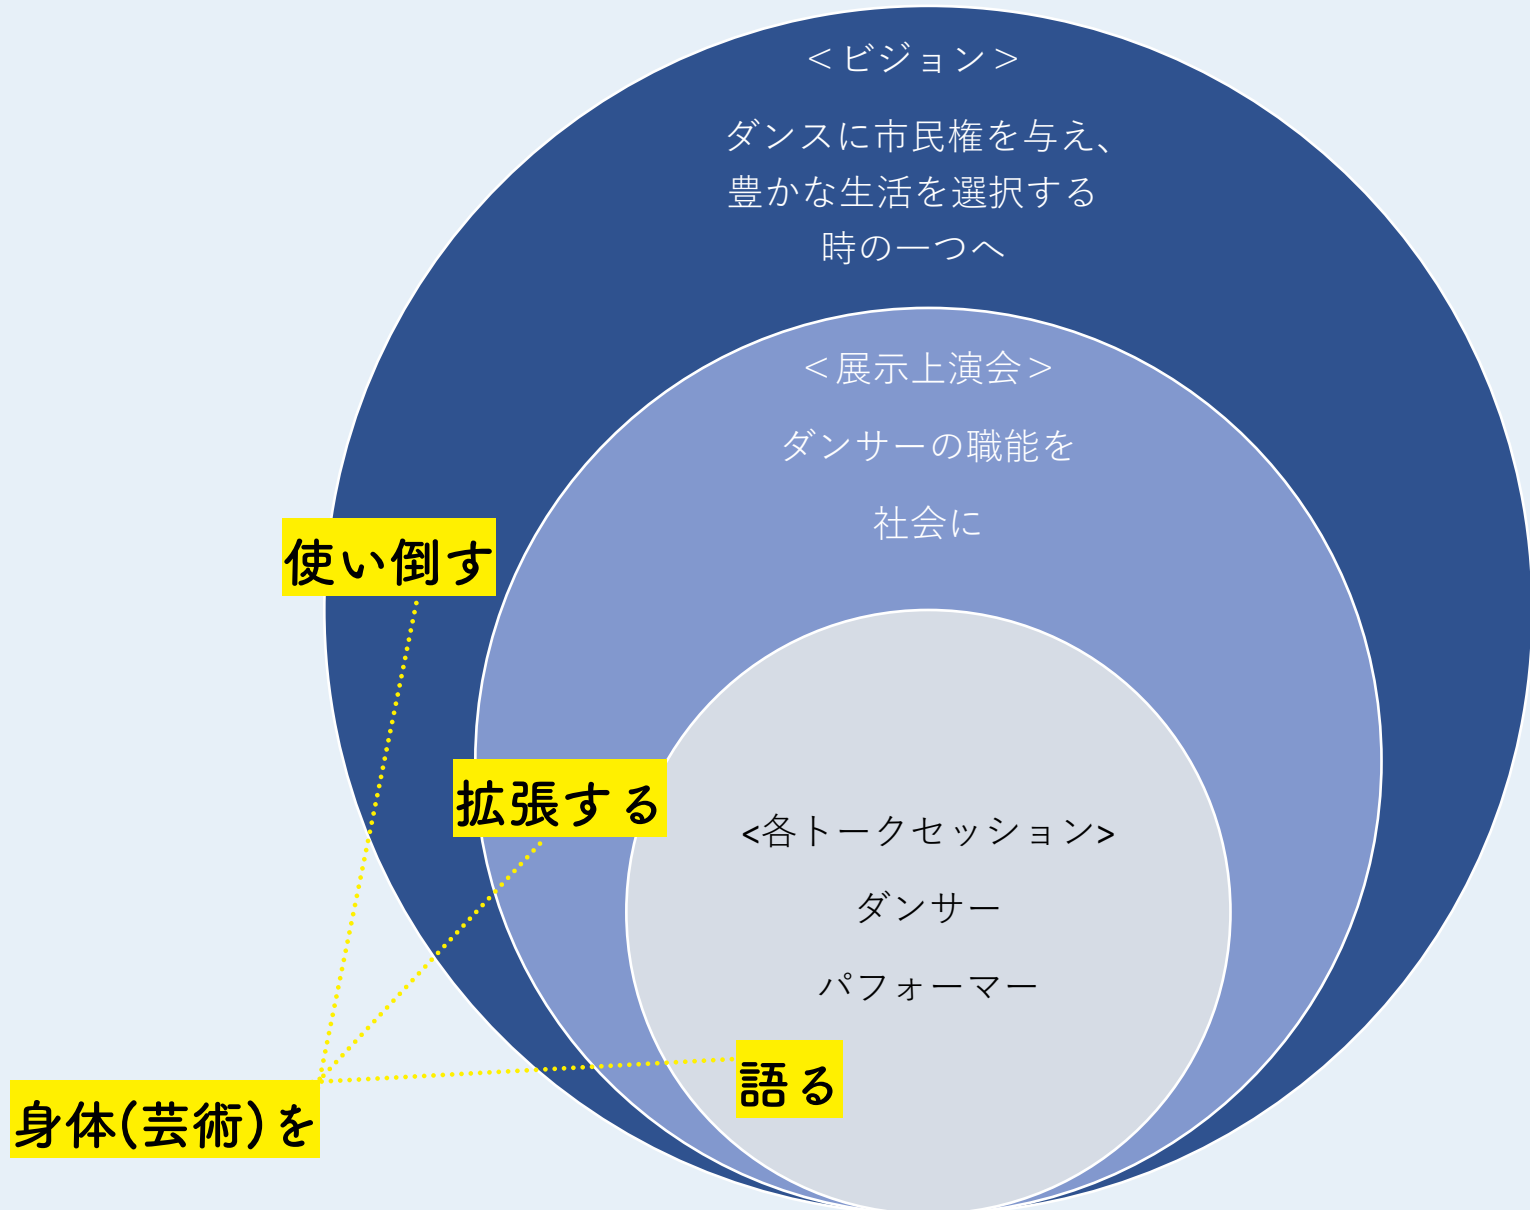 ＜ビジョン＞
ダンスに市民権を与え、
豊かな生活を選択する
時の一つへ
＜展示上演会＞
ダンサーの職能を
社会に
使い倒す
拡張する
<各トークセッション>
ダンサー
パフォーマー
語る
身体(芸術)を